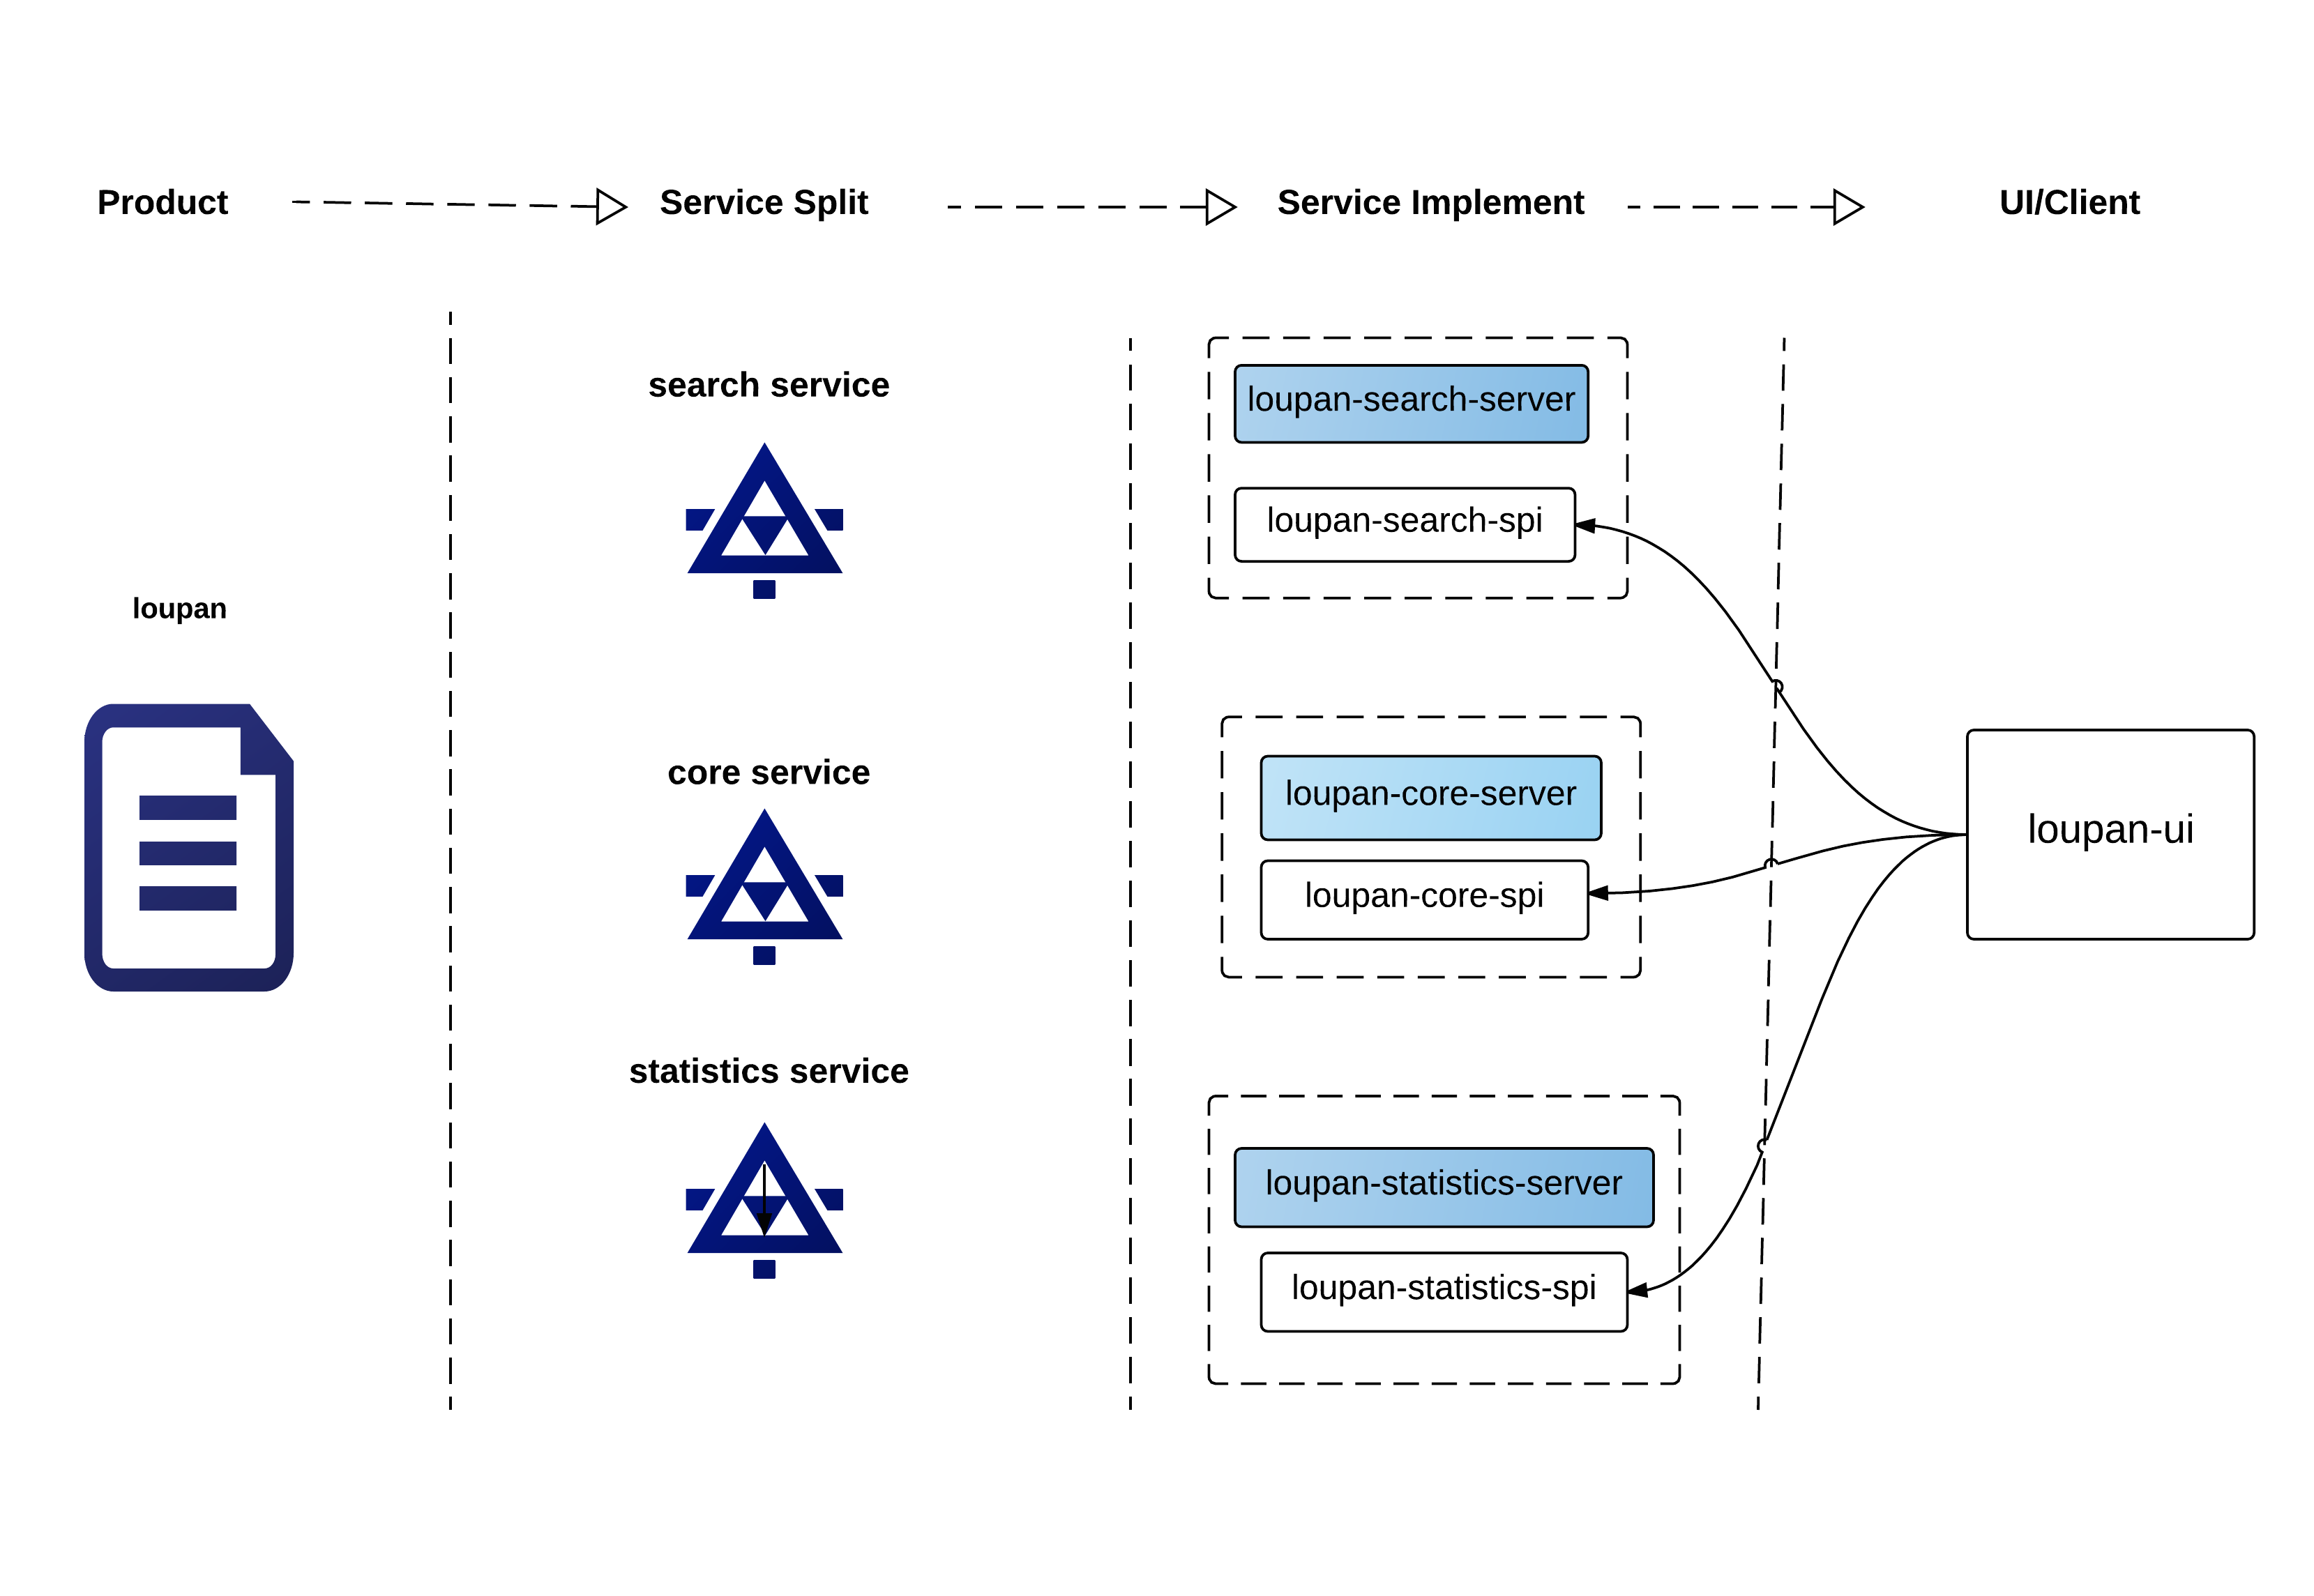 Product
Service Split
Service Implement
UI/Client
loupan
search service
core service
statistics service
loupan-search-server
loupan-search-spi
loupan-core-server
loupan-core-spi
loupan-statistics-server
loupan-statistics-spi
loupan-ui